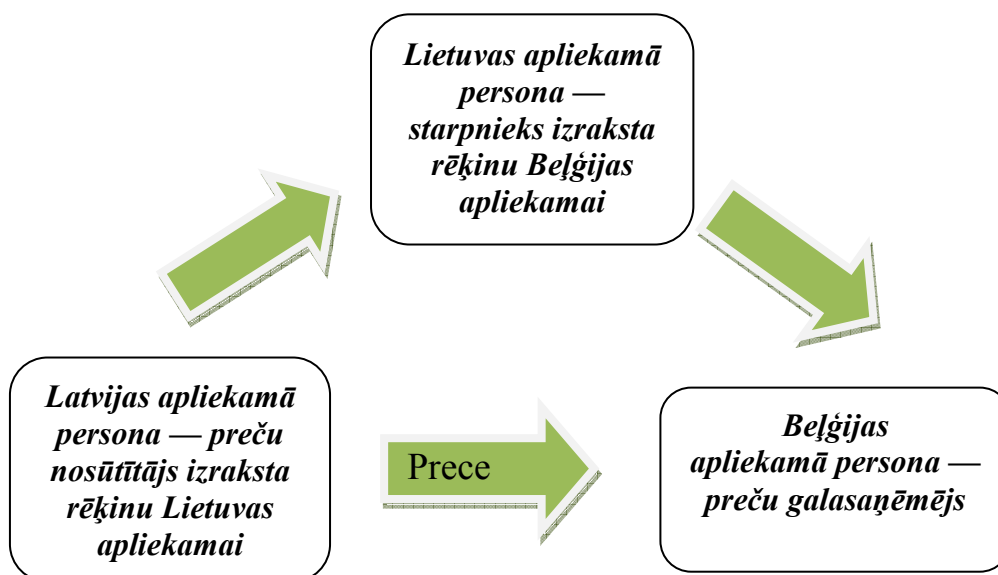 Lietuvas apliekamā
persona —
starpnieks izraksta
rēķinu Beļģijas
apliekamai
Latvijas apliekamā
persona — preču
nosūtītājs izraksta
rēķinu Lietuvas
apliekamai
Prece
Beļģijas
apliekamā persona —
preču galasaņēmējs